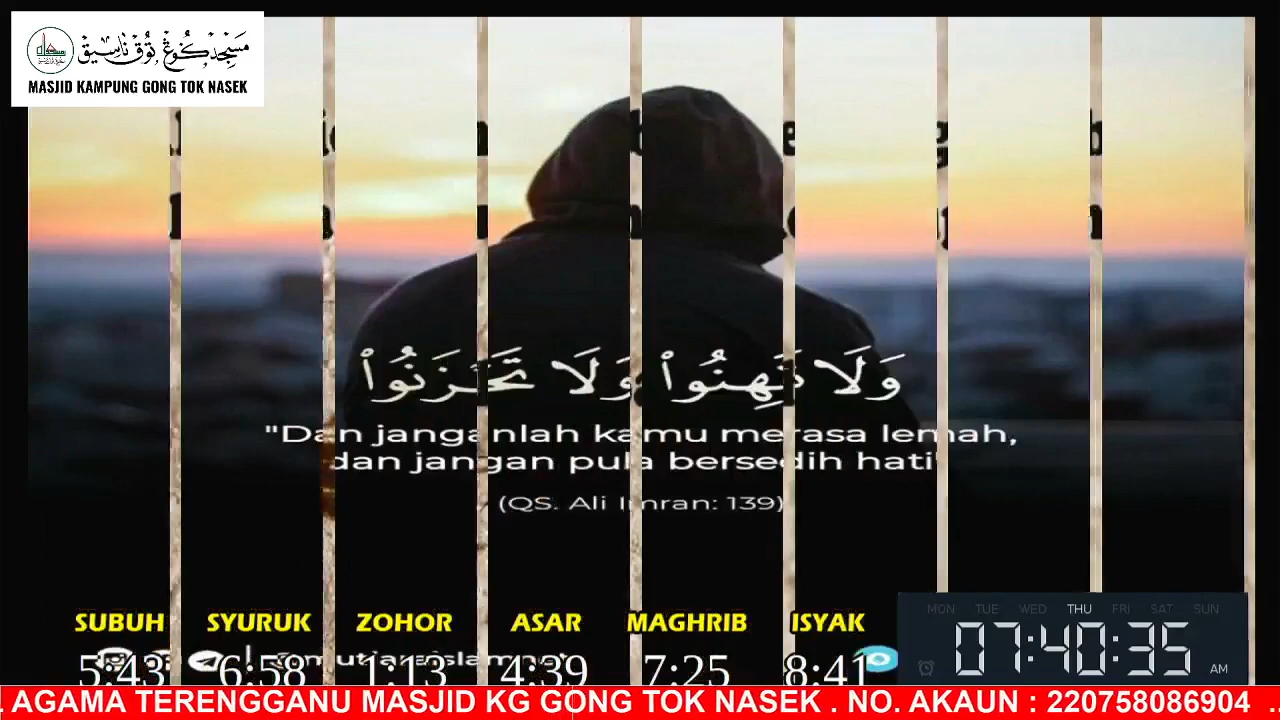 مسجد كمڤوڠ ڬوڠ توق ناسيق
MASJID KAMPUNG GONG TOK NASEK
وَلَا تَهِنُوا۟ وَلَا تَحْزَنُوا۟
"Dan janganlah kamu merasa lemah,
dan jangan pula bersedih hati"
(QS. Ali Imran: 139)
SUBUH SYURUK ZOHOR ASAR MAGHRIB ISYAK
5:43 6:58 1:13 4:39 7:25 8:41
MON TUE WED THU FRI SAT SUN
07:40:35 AM
. AGAMA TERENGGANU MASJID KG GONG TOK NASEK . NO. AKAUN : 220758086904 ..